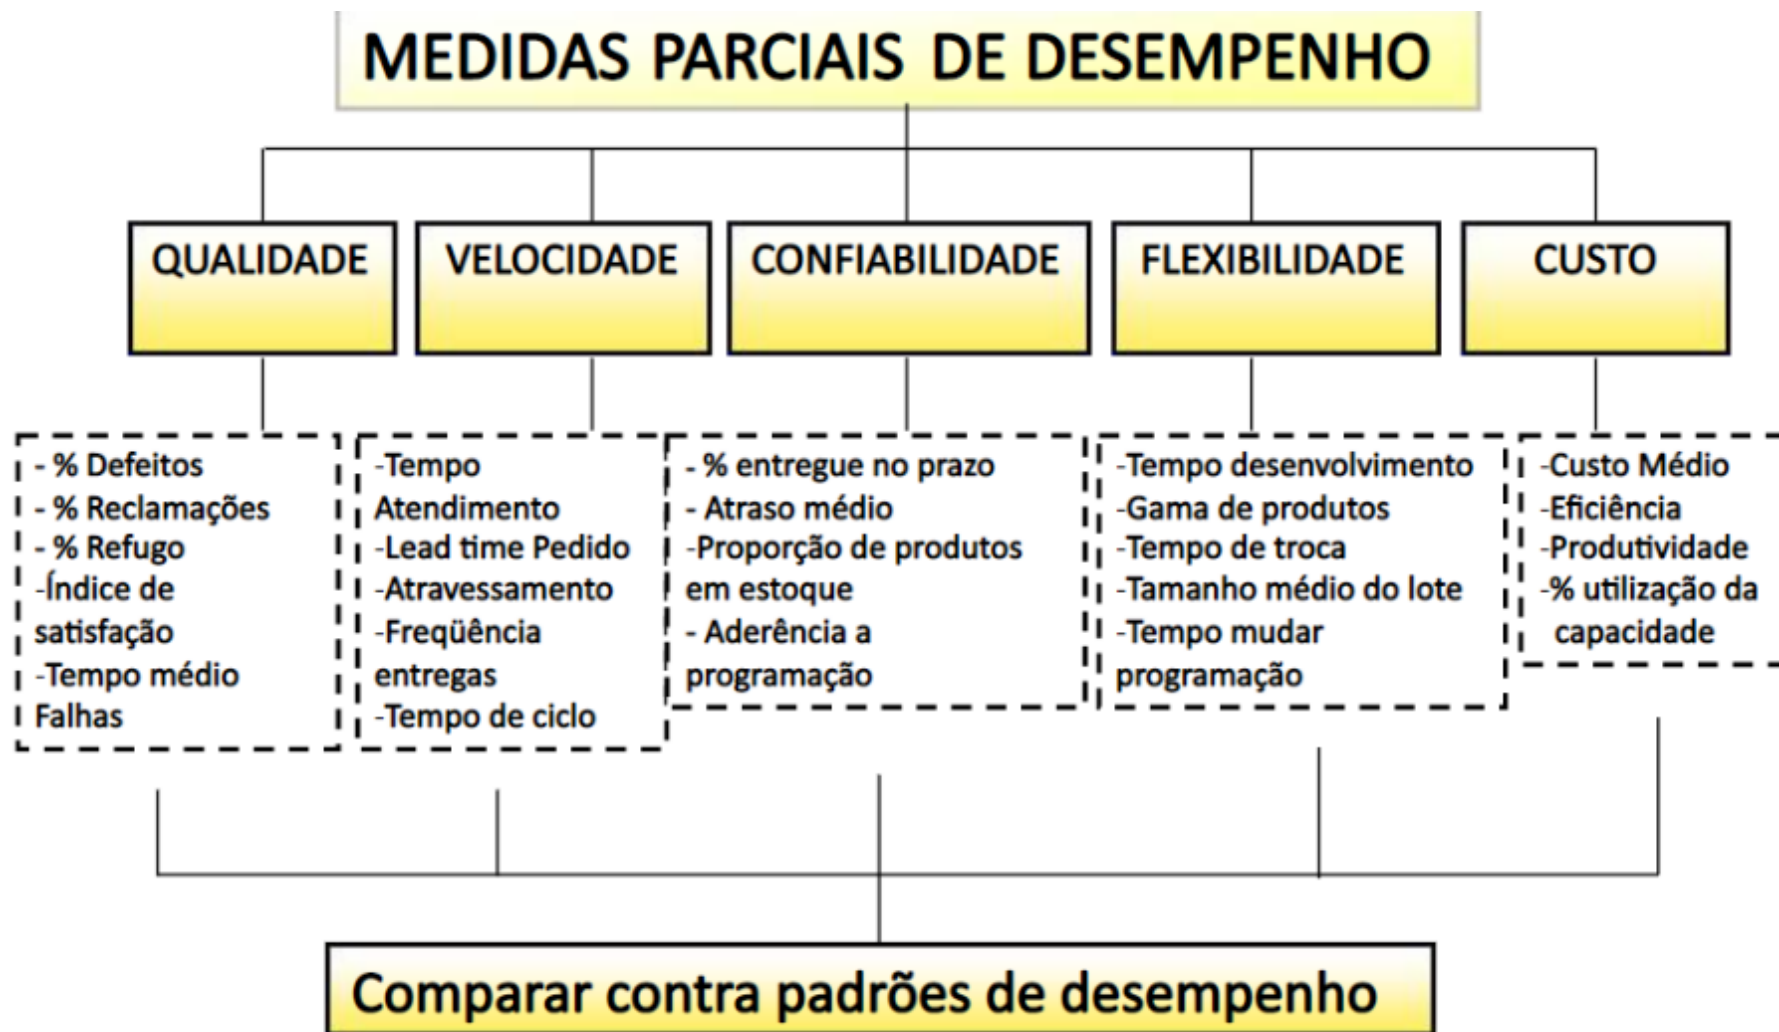 MEDIDAS PARCIAIS DE DESEMPENHO
QUALIDADE
VELOCIDADE
CONFIABILIDADE
FLEXIBILIDADE
CUSTO
- % Defeitos
- % Reclamações
- % Refugo
-Índice de
satisfação
-Tempo médio
Falhas
-Tempo
Atendimento
-Lead time Pedido
-Atravessamento
-Freqüência
entregas
-Tempo de ciclo
- % entregue no prazo
- Atraso médio
-Proporção de produtos
em estoque
- Aderência a
programação
-Tempo desenvolvimento
-Gama de produtos
-Tempo de troca
-Tamanho médio do lote
-Tempo mudar
programação
-Custo Médio
-Eficiência
-Produtividade
-% utilização da
capacidade
Comparar contra padrões de desempenho